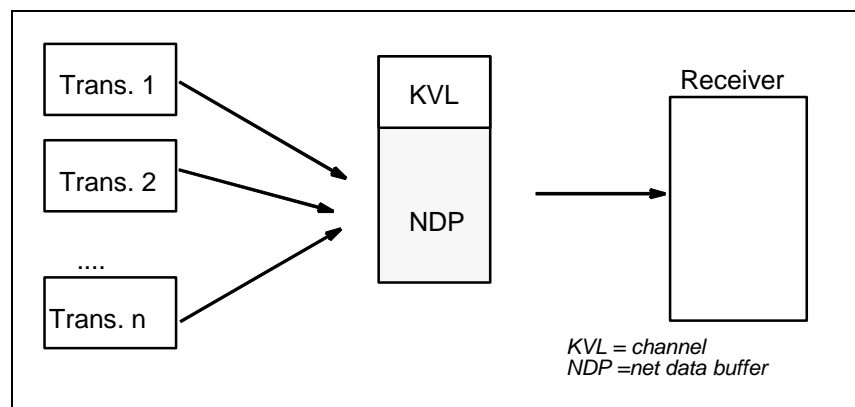 Trans. 1
Trans. 2
....
Trans. n
KVL
NDP
Receiver
KVL = channel
NDP =net data buffer